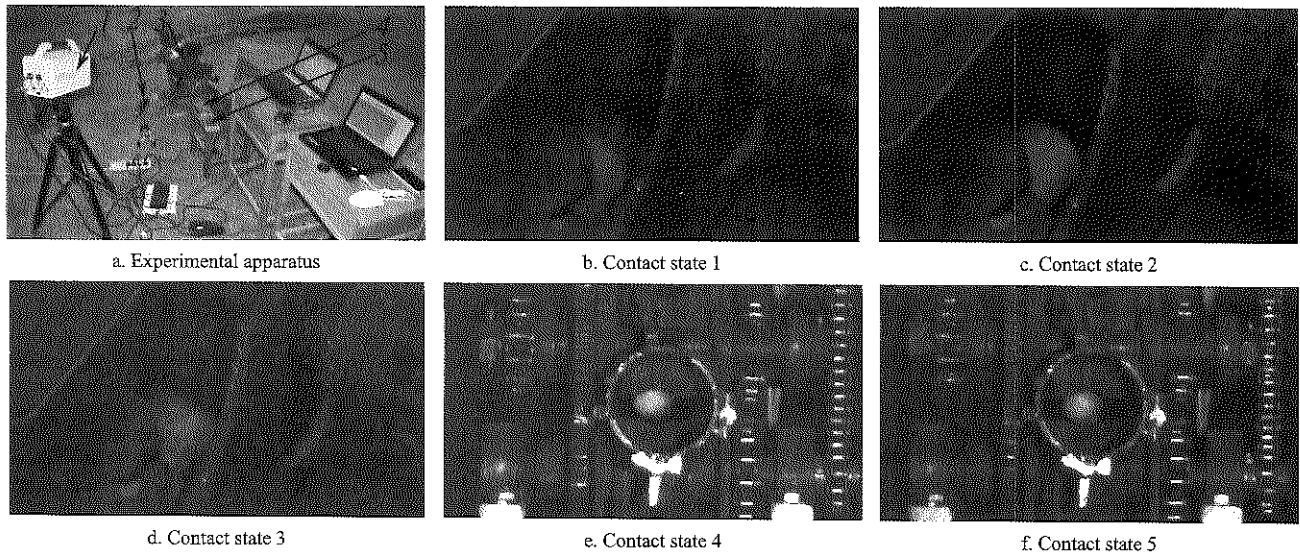 a. Experimental apparatus
b. Contact state 1
c. Contact state 2
d. Contact state 3
e. Contact state 4
f. Contact state 5